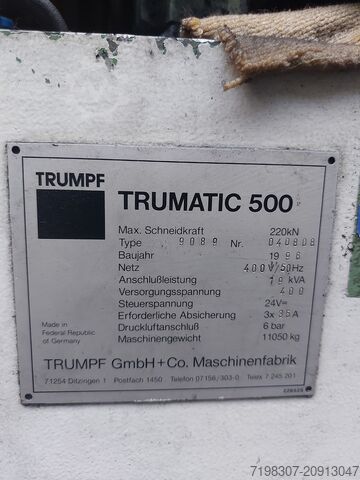 TRUMPF
TRUMATIC 500
Max. Schneidkraft 220kN
Type 9089 Nr. 040808
Baujahr 1996
Netz 400V/50Hz
Anschlußleistung 19 kVA
Versorgungsspannung 400
Steuerspannung 24V=
Erforderliche Absicherung 3x 35A
Druckluftanschluß 6 bar
Maschinengewicht 11050kg
Made in
Federal Republic
of Germany
TRUMPF GmbH+Co. Maschinenfabrik
71254 Ditzingen 1 Postfach 1450 Telefon 07156/303-0 Telex 7 245 201
7198307-20913047